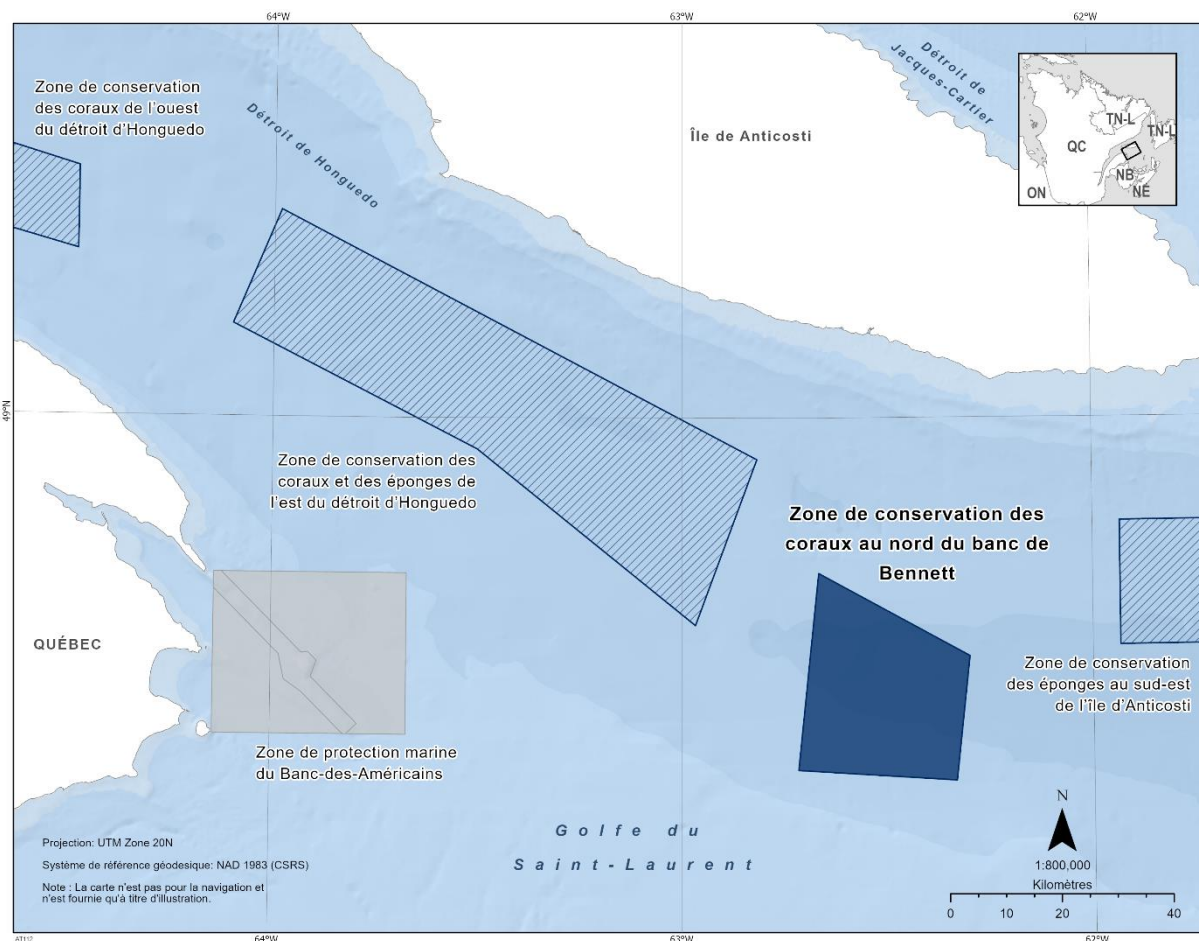 64°W
63°W
62°W
Zone de conservation
des coraux de l'ouest
du détroit d'Honguedo
Détroit de Honguedo
Île de Anticosti
Détroit de
Jacques-Cartier
TN-L
TN-L
QC
NB
NÉ
ON
49°N
Zone de conservation des
coraux et des éponges de
l'est du détroit d'Honguedo
Zone de conservation des
coraux au nord du banc de
Bennett
QUÉBEC
Zone de conservation
des éponges au sud-est
de l'île d'Anticosti
Zone de protection marine
du Banc-des-Américains
Golfe du
Saint-Laurent
Projection: UTM Zone 20N
Système de référence géodesique: NAD 1983 (CSRS)
Note : La carte n'est pas pour la navigation et
n'est fournie qu'à titre d'illustration.
N
1:800,000
Kilomètres
0 10 20 40
AT112
64°W
63°W
62°W